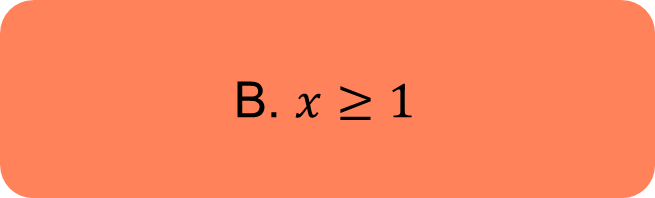 B. 𝑥 ≥ 1